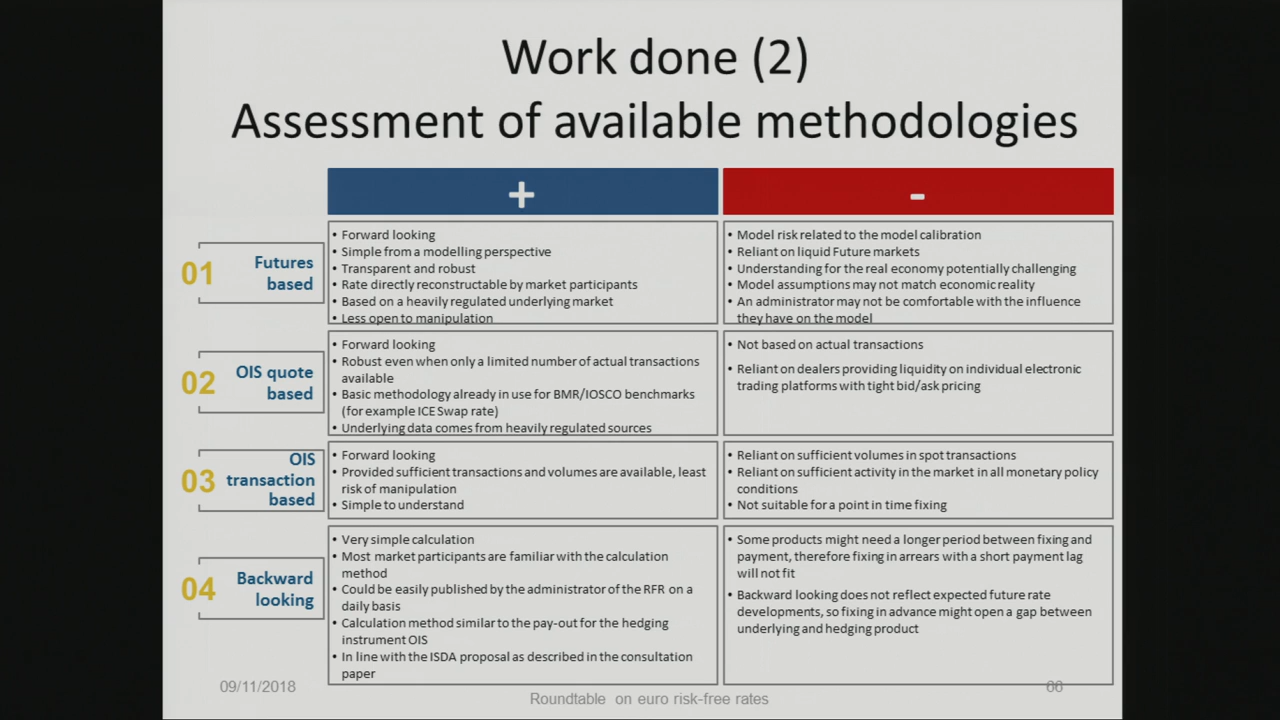 Work done (2)
Assessment of available methodologies
+
-
01
Futures
based
• Forward looking
• Simple from a modelling perspective
• Transparent and robust
• Rate directly reconstructable by market participants
• Based on a heavily regulated underlying market
• Less open to manipulation
• Model risk related to the model calibration
• Reliant on liquid Future markets
• Understanding for the real economy potentially challenging
• Model assumptions may not match economic reality
• An administrator may not be comfortable with the influence
they have on the model
02
OIS quote
based
• Forward looking
• Robust even when only a limited number of actual transactions
available
• Basic methodology already in use for BMR/IOSCO benchmarks
(for example ICE Swap rate)
• Underlying data comes from heavily regulated sources
• Not based on actual transactions
• Reliant on dealers providing liquidity on individual electronic
trading platforms with tight bid/ask pricing
03
OIS
transaction
based
• Forward looking
• Provided sufficient transactions and volumes are available, least
risk of manipulation
• Simple to understand
• Reliant on sufficient volumes in spot transactions
• Reliant on sufficient activity in the market in all monetary policy
conditions
• Not suitable for a point in time fixing
04
Backward
looking
• Very simple calculation
• Most market participants are familiar with the calculation
method
• Could be easily published by the administrator of the RFR on a
daily basis
• Calculation method similar to the pay-out for the hedging
instrument OIS
• In line with the ISDA proposal as described in the consultation
paper
• Some products might need a longer period between fixing and
payment, therefore fixing in arrears with a short payment lag
will not fit
• Backward looking does not reflect expected future rate
developments, so fixing in advance might open a gap between
underlying and hedging product
09/11/2018
Roundtable on euro risk-free rates
66